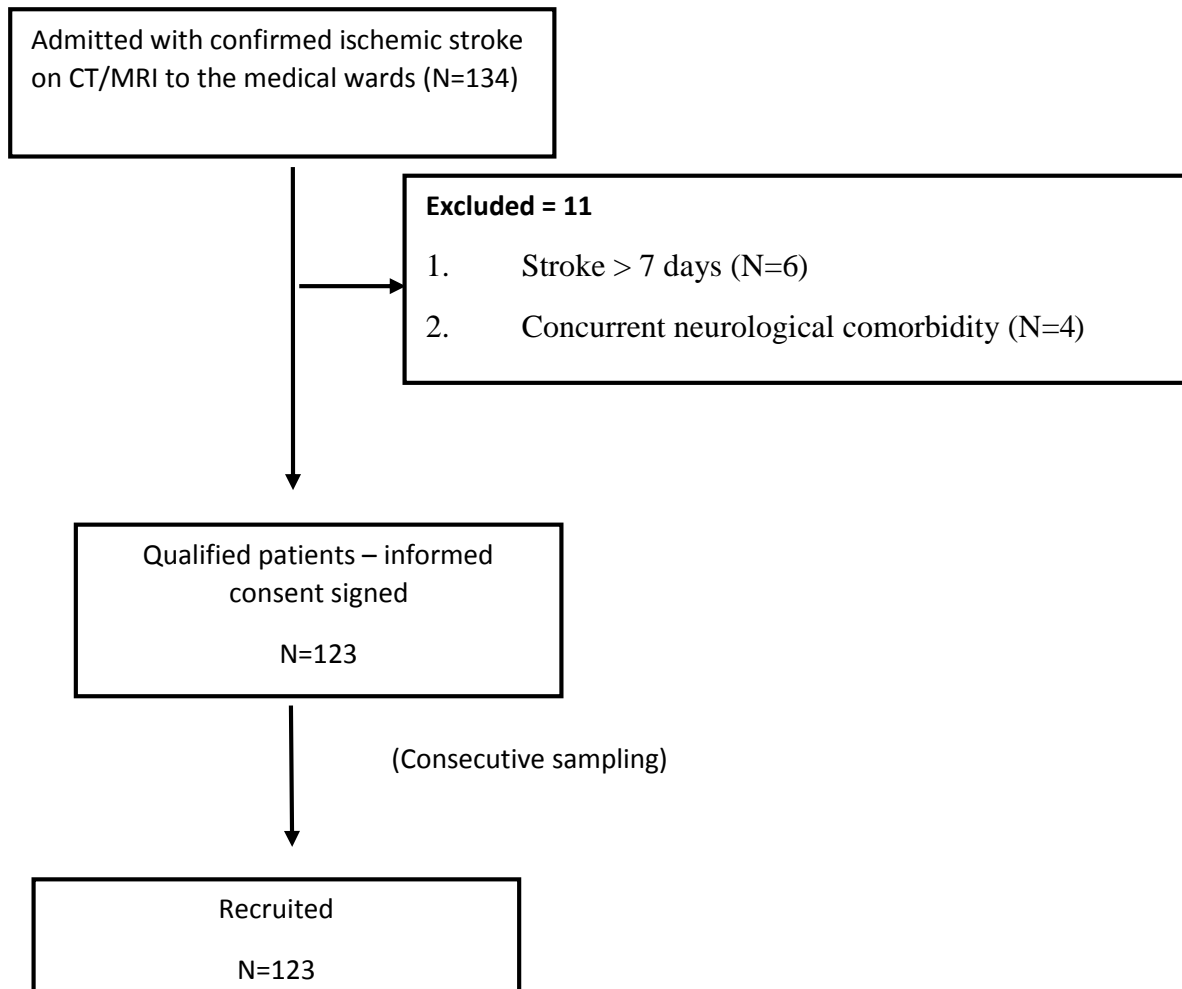 Admitted with confirmed ischemic stroke
on CT/MRI to the medical wards (N=134)
Excluded = 11
1. Stroke > 7 days (N=6)
2. Concurrent neurological comorbidity (N=4)
Qualified patients – informed
consent signed
N=123
(Consecutive sampling)
Recruited
N=123